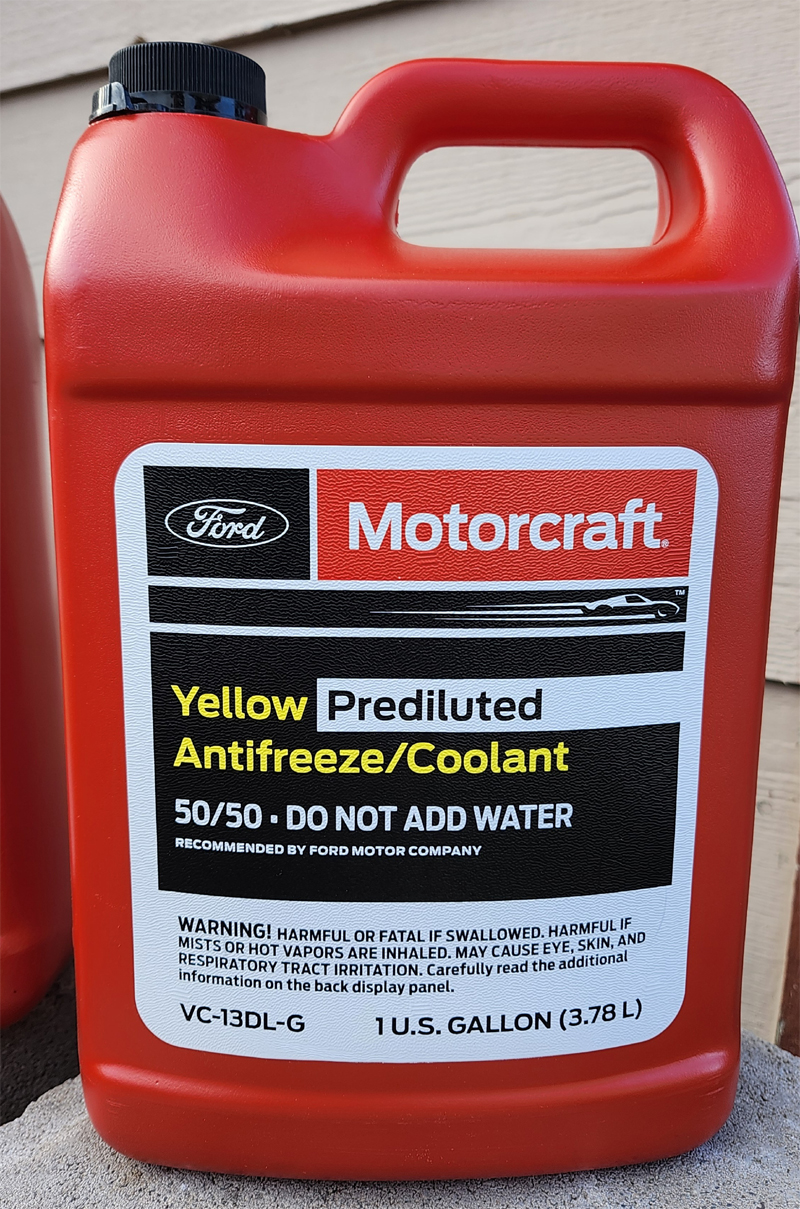 Ford
Motorcraft®
™
Yellow Prediluted
Antifreeze/Coolant
50/50 · DO NOT ADD WATER
RECOMMENDED BY FORD MOTOR COMPANY
WARNING! HARMFUL OR FATAL IF SWALLOWED. HARMFUL IF
MISTS OR HOT VAPORS ARE INHALED. MAY CAUSE EYE, SKIN, AND
RESPIRATORY TRACT IRRITATION. Carefully read the additional
information on the back display panel.
VC-13DL-G 1 U.S. GALLON (3.78 L)